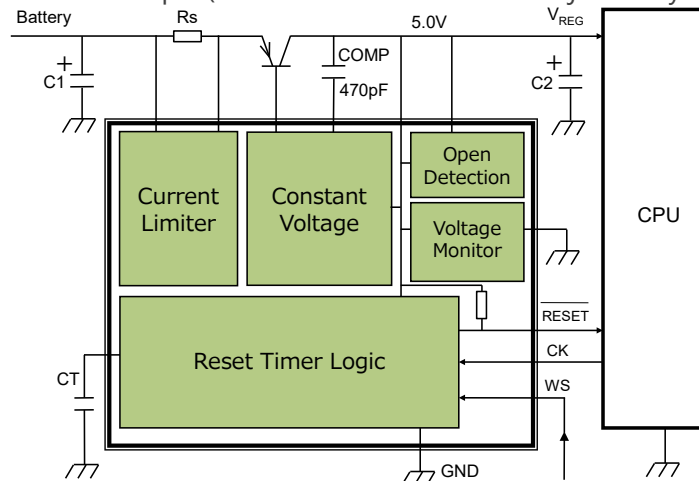 Battery
Rs
5.0V
VREG
COMP
470pF
C1
C2
Current
Limiter
Constant
Voltage
Open
Detection
Voltage
Monitor
CPU
Reset Timer Logic
RESET
CK
WS
CT
GND